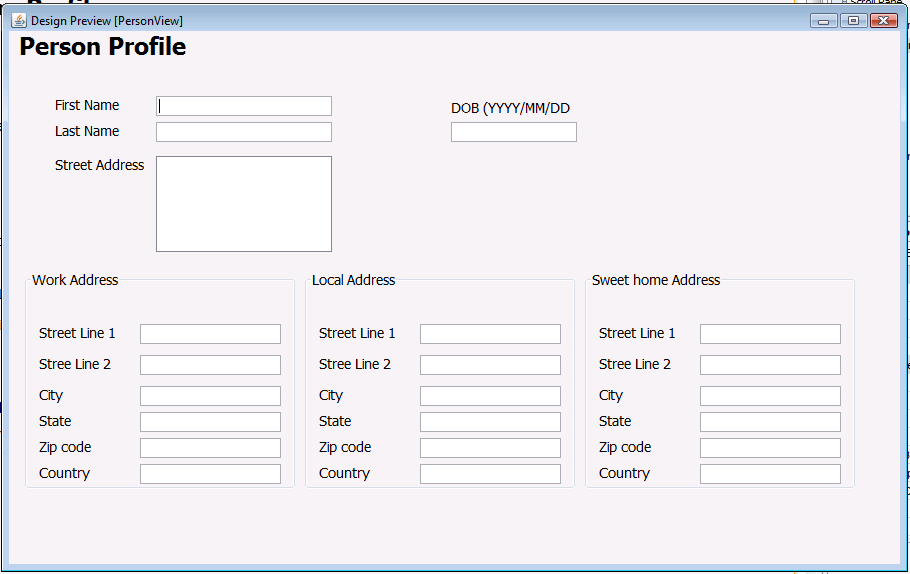 Design Preview [PersonView]
Person Profile
First Name
DOB (YYYY/MM/DD
Last Name
Street Address
Work Address
Street Line 1
Stree Line 2
City
State
Zip code
Country
Local Address
Street Line 1
Stree Line 2
City
State
Zip code
Country
Sweet home Address
Street Line 1
Stree Line 2
City
State
Zip code
Country